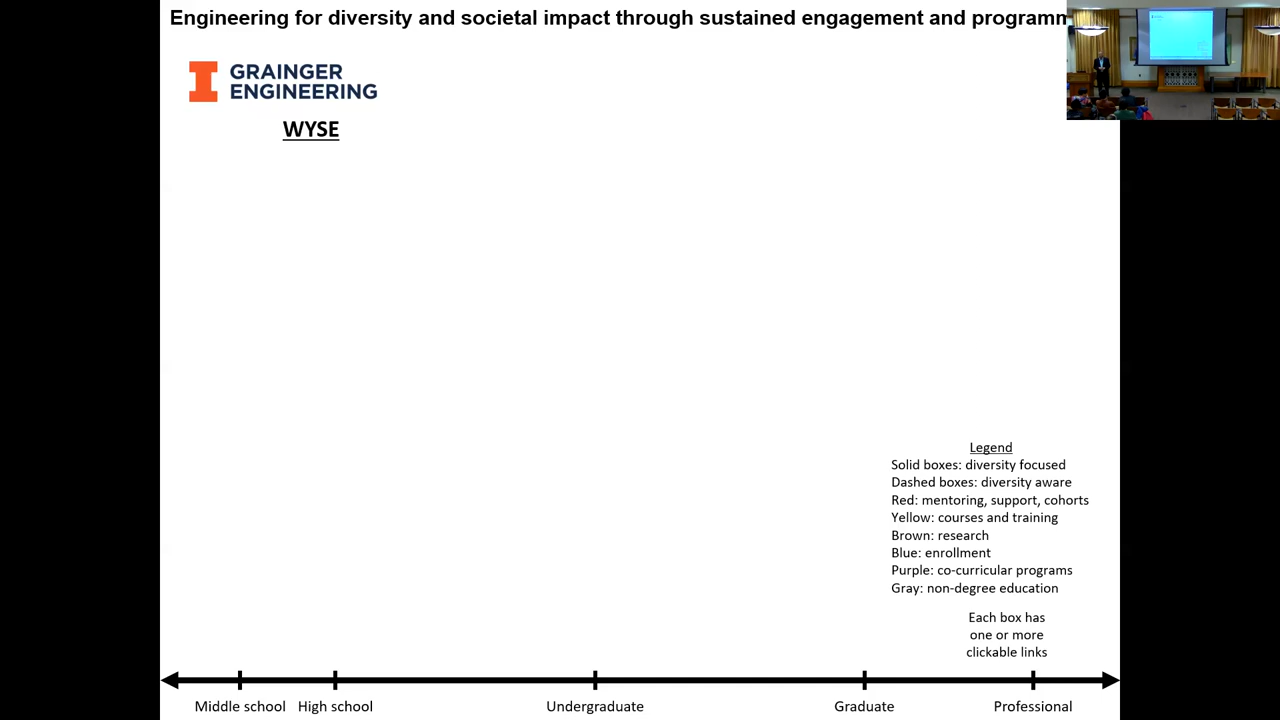 Engineering for diversity and societal impact through sustained engagement and
GRAINGER
ENGINEERING
WYSE
Legend
Solid boxes: diversity focused
Dashed boxes: diversity aware
Red: mentoring, support, cohorts
Yellow: courses and training
Brown: research
Blue: enrollment
Purple: co-curricular programs
Gray: non-degree education
Each box has
one or more
clickable links
Middle school
High school
Undergraduate
Graduate
Professional